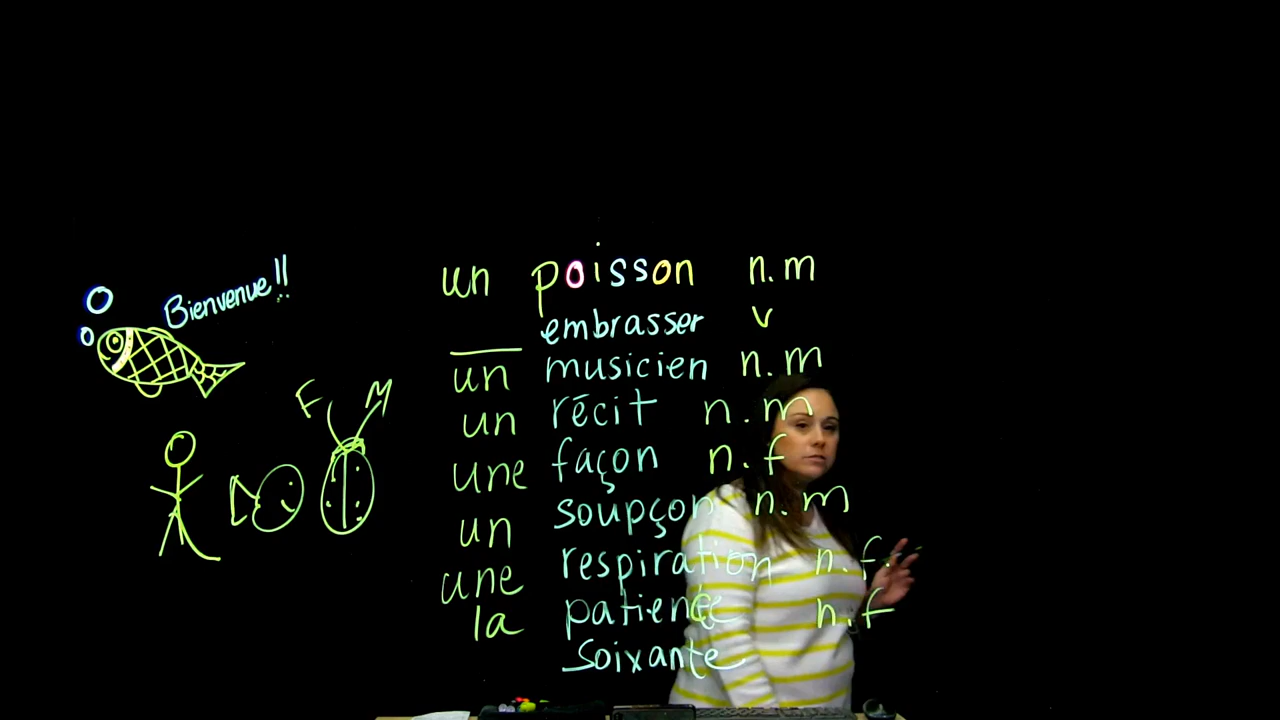 Bienvenue!!
F M
un poisson n.m
embrasser v
un musicien n.m
un récit n.m
une façon n.f
un soupçon n.m
une respiration n.f.
la patience n.f
soixante